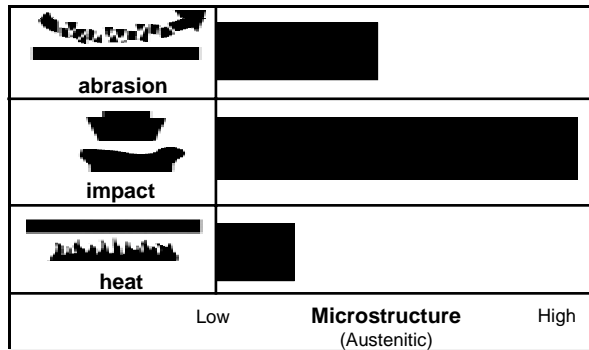 abrasion
impact
heat
Low Microstructure High
(Austenitic)